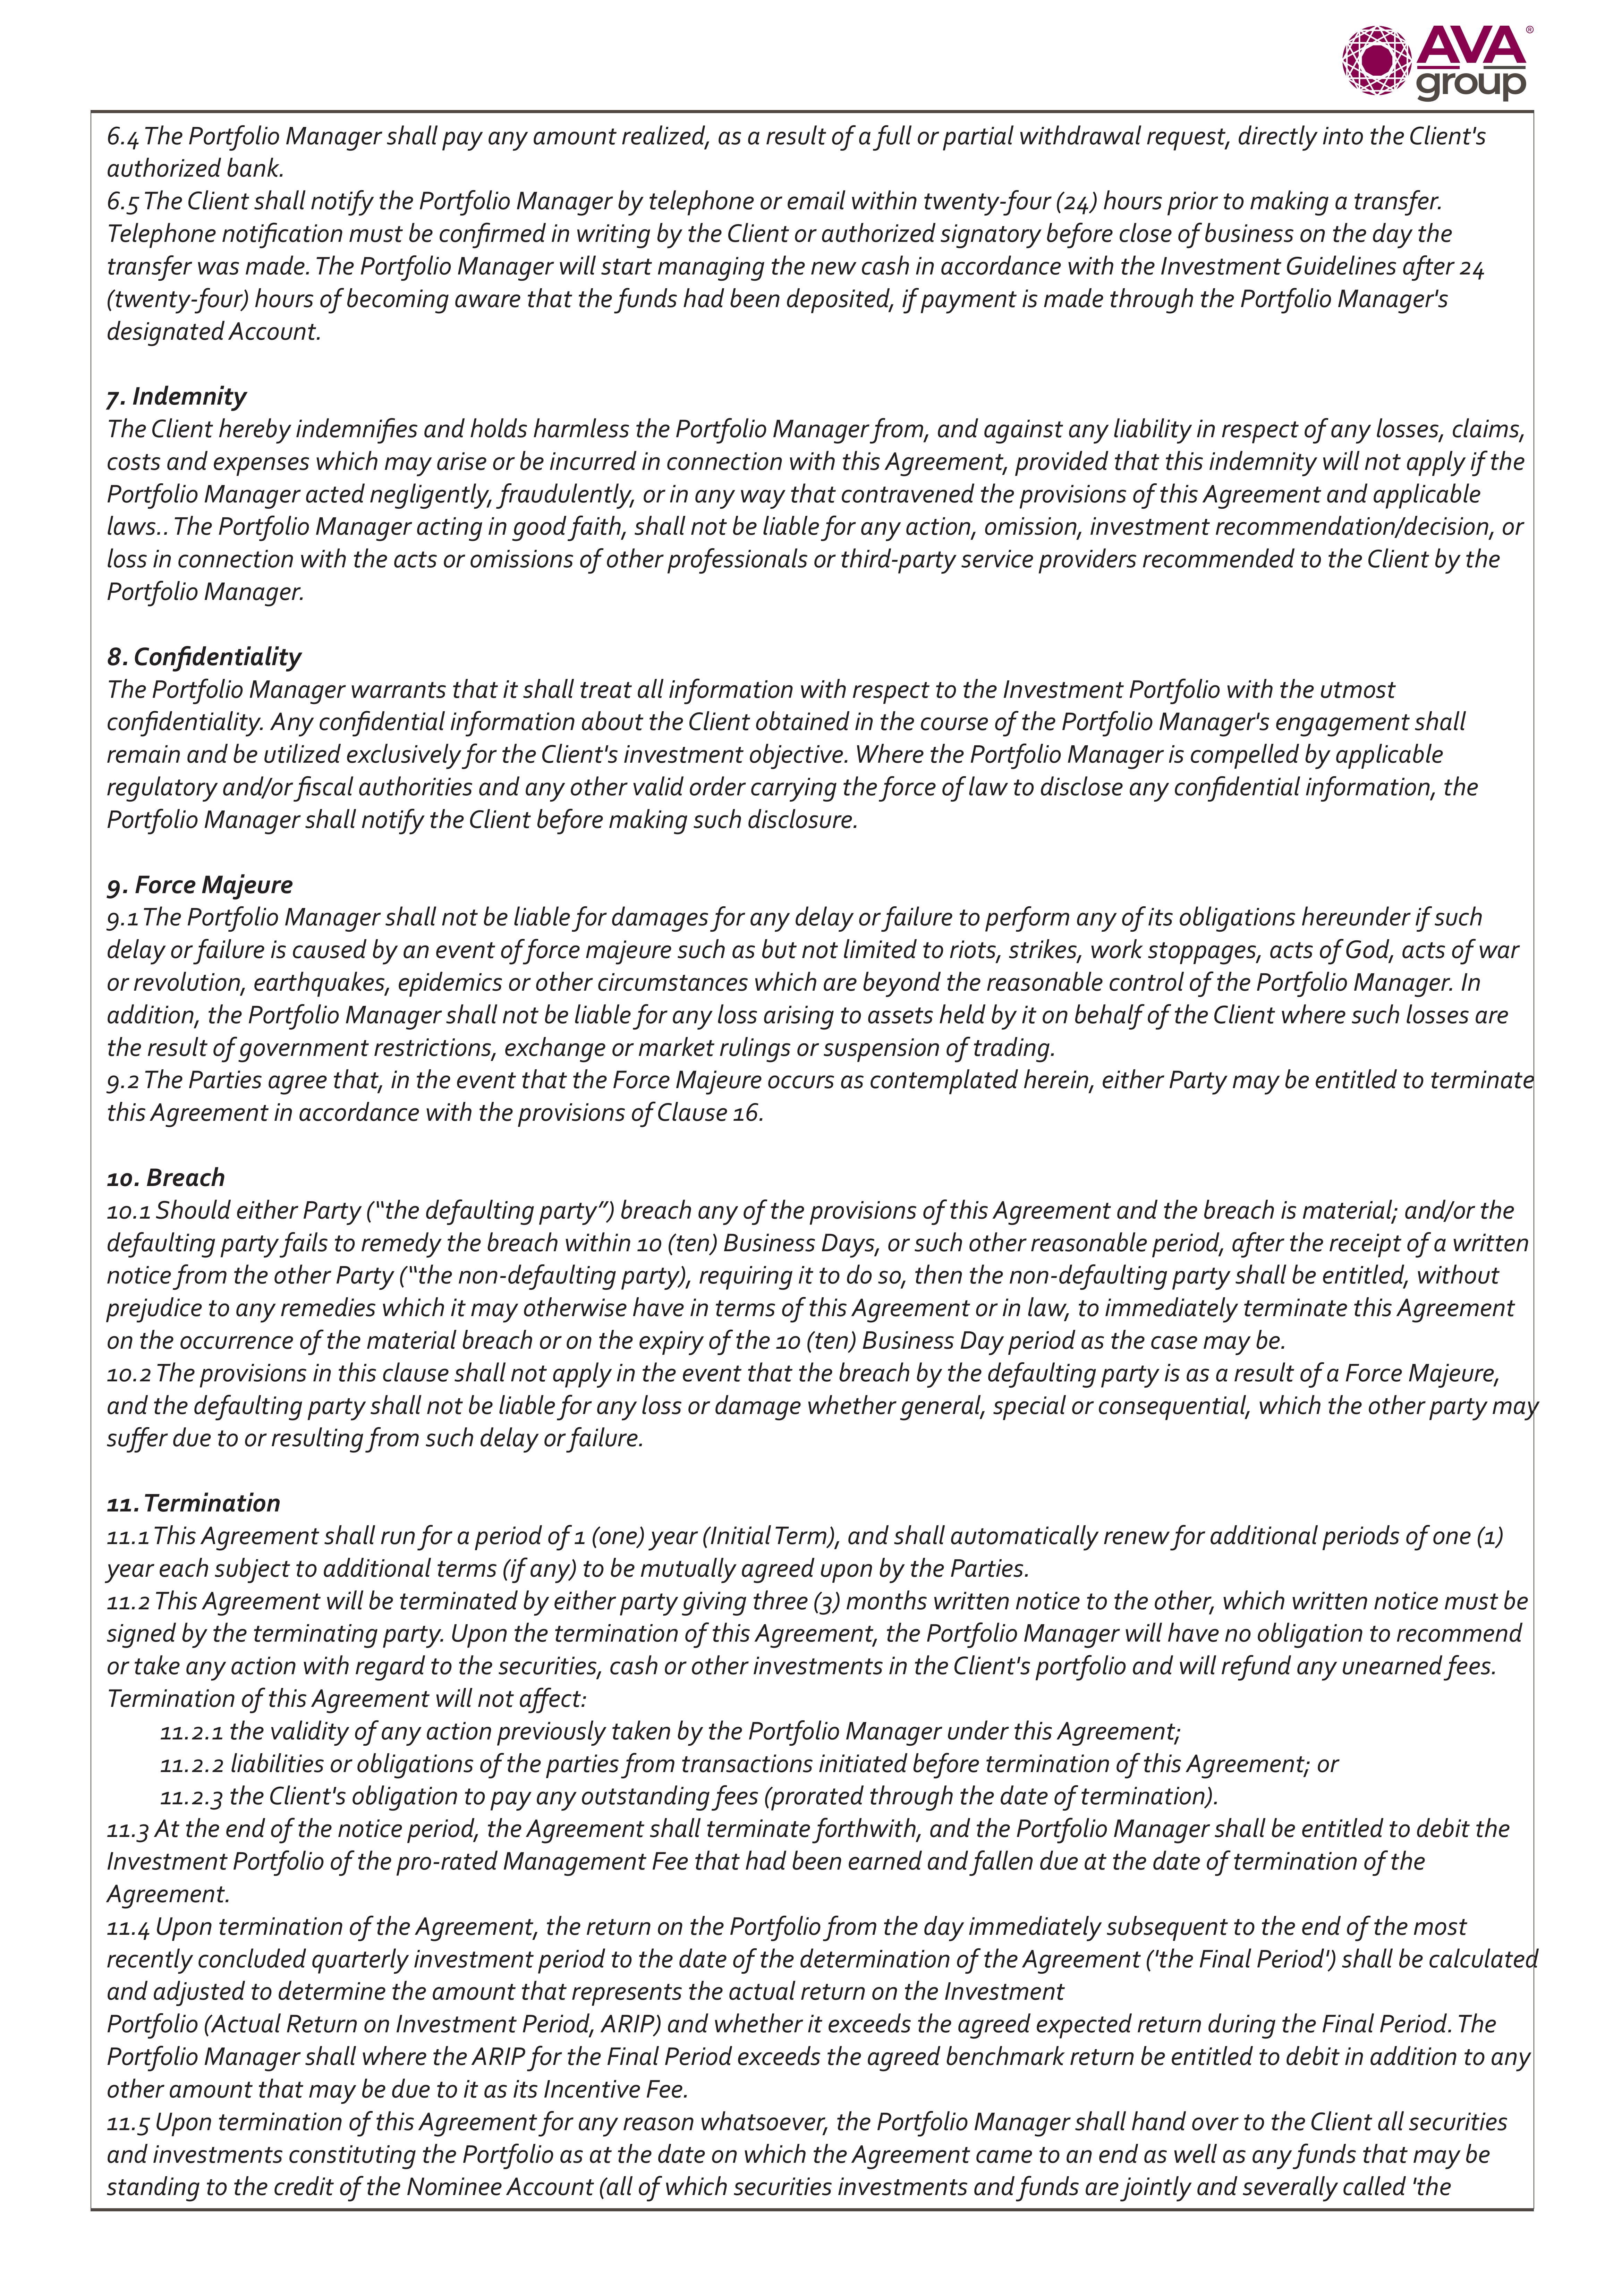 AVA®
group
6.4 The Portfolio Manager shall pay any amount realized, as a result of a full or partial withdrawal request, directly into the Client's
authorized bank.
6.5 The Client shall notify the Portfolio Manager by telephone or email within twenty-four (24) hours prior to making a transfer.
Telephone notification must be confirmed in writing by the Client or authorized signatory before close of business on the day the
transfer was made. The Portfolio Manager will start managing the new cash in accordance with the Investment Guidelines after 24
(twenty-four) hours of becoming aware that the funds had been deposited, if payment is made through the Portfolio Manager's
designated Account.
7. Indemnity
The Client hereby indemnifies and holds harmless the Portfolio Manager from, and against any liability in respect of any losses, claims,
costs and expenses which may arise or be incurred in connection with this Agreement, provided that this indemnity will not apply if the
Portfolio Manager acted negligently, fraudulently, or in any way that contravened the provisions of this Agreement and applicable
laws.. The Portfolio Manager acting in good faith, shall not be liable for any action, omission, investment recommendation/decision, or
loss in connection with the acts or omissions of other professionals or third-party service providers recommended to the Client by the
Portfolio Manager.
8. Confidentiality
The Portfolio Manager warrants that it shall treat all information with respect to the Investment Portfolio with the utmost
confidentiality. Any confidential information about the Client obtained in the course of the Portfolio Manager's engagement shall
remain and be utilized exclusively for the Client's investment objective. Where the Portfolio Manager is compelled by applicable
regulatory and/or fiscal authorities and any other valid order carrying the force of law to disclose any confidential information, the
Portfolio Manager shall notify the Client before making such disclosure.
9. Force Majeure
9.1 The Portfolio Manager shall not be liable for damages for any delay or failure to perform any of its obligations hereunder if such
delay or failure is caused by an event of force majeure such as but not limited to riots, strikes, work stoppages, acts of God, acts of war
or revolution, earthquakes, epidemics or other circumstances which are beyond the reasonable control of the Portfolio Manager. In
addition, the Portfolio Manager shall not be liable for any loss arising to assets held by it on behalf of the Client where such losses are
the result of government restrictions, exchange or market rulings or suspension of trading.
9.2 The Parties agree that, in the event that the Force Majeure occurs as contemplated herein, either Party may be entitled to terminate
this Agreement in accordance with the provisions of Clause 16.
10. Breach
10.1 Should either Party (“the defaulting party”) breach any of the provisions of this Agreement and the breach is material; and/or the
defaulting party fails to remedy the breach within 10 (ten) Business Days, or such other reasonable period, after the receipt of a written
notice from the other Party (“the non-defaulting party), requiring it to do so, then the non-defaulting party shall be entitled, without
prejudice to any remedies which it may otherwise have in terms of this Agreement or in law, to immediately terminate this Agreement
on the occurrence of the material breach or on the expiry of the 10 (ten) Business Day period as the case may be.
10.2 The provisions in this clause shall not apply in the event that the breach by the defaulting party is as a result of a Force Majeure,
and the defaulting party shall not be liable for any loss or damage whether general, special or consequential, which the other party may
suffer due to or resulting from such delay or failure.
11. Termination
11.1 This Agreement shall run for a period of 1 (one) year (Initial Term), and shall automatically renew for additional periods of one (1)
year each subject to additional terms (if any) to be mutually agreed upon by the Parties.
11.2 This Agreement will be terminated by either party giving three (3) months written notice to the other, which written notice must be
signed by the terminating party. Upon the termination of this Agreement, the Portfolio Manager will have no obligation to recommend
or take any action with regard to the securities, cash or other investments in the Client's portfolio and will refund any unearned fees.
Termination of this Agreement will not affect:
11.2.1 the validity of any action previously taken by the Portfolio Manager under this Agreement;
11.2.2 liabilities or obligations of the parties from transactions initiated before termination of this Agreement; or
11.2.3 the Client's obligation to pay any outstanding fees (prorated through the date of termination).
11.3 At the end of the notice period, the Agreement shall terminate forthwith, and the Portfolio Manager shall be entitled to debit the
Investment Portfolio of the pro-rated Management Fee that had been earned and fallen due at the date of termination of the
Agreement.
11.4 Upon termination of the Agreement, the return on the Portfolio from the day immediately subsequent to the end of the most
recently concluded quarterly investment period to the date of the determination of the Agreement ('the Final Period') shall be calculated
and adjusted to determine the amount that represents the actual return on the Investment
Portfolio (Actual Return on Investment Period, ARIP) and whether it exceeds the agreed expected return during the Final Period. The
Portfolio Manager shall where the ARIP for the Final Period exceeds the agreed benchmark return be entitled to debit in addition to any
other amount that may be due to it as its Incentive Fee.
11.5 Upon termination of this Agreement for any reason whatsoever, the Portfolio Manager shall hand over to the Client all securities
and investments constituting the Portfolio as at the date on which the Agreement came to an end as well as any funds that may be
standing to the credit of the Nominee Account (all of which securities investments and funds are jointly and severally called 'the